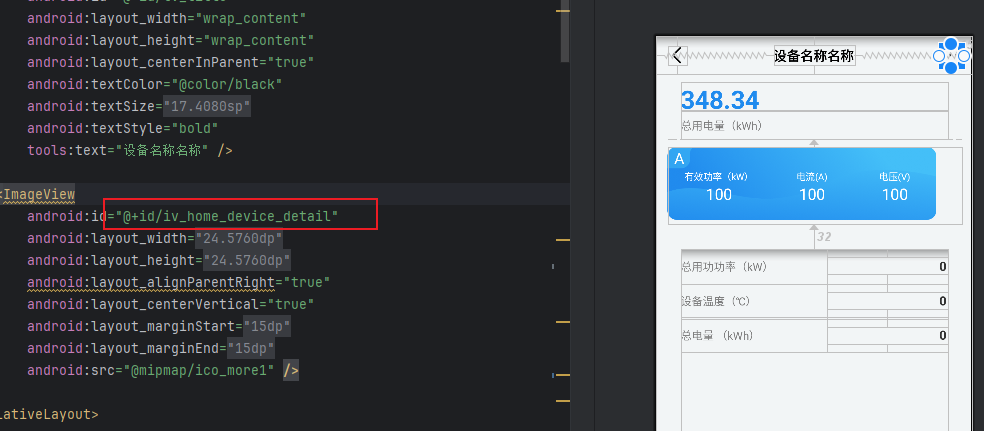 android:layout_width="wrap_content"
android:layout_height="wrap_content"
android:layout_centerInParent="true"
android:textColor="@color/black"
android:textSize="17.4080sp"
android:textStyle="bold"
tools:text="设备名称名称" />
<ImageView
android:id="@+id/iv_home_device_detail"
android:layout_width="24.5760dp"
android:layout_height="24.5760dp"
android:layout_alignParentRight="true"
android:layout_centerVertical="true"
android:layout_marginStart="15dp"
android:layout_marginEnd="15dp"
android:src="@mipmap/ico_more1" />
lativeLayout>
设备名称名称
348.34
总用电量（kWh）
A
有效功率（kW） 电流(A) 电压(V)
100 100 100
32
总用功功率（kW） 0
设备温度（℃） 0
总电量 （kWh） 0